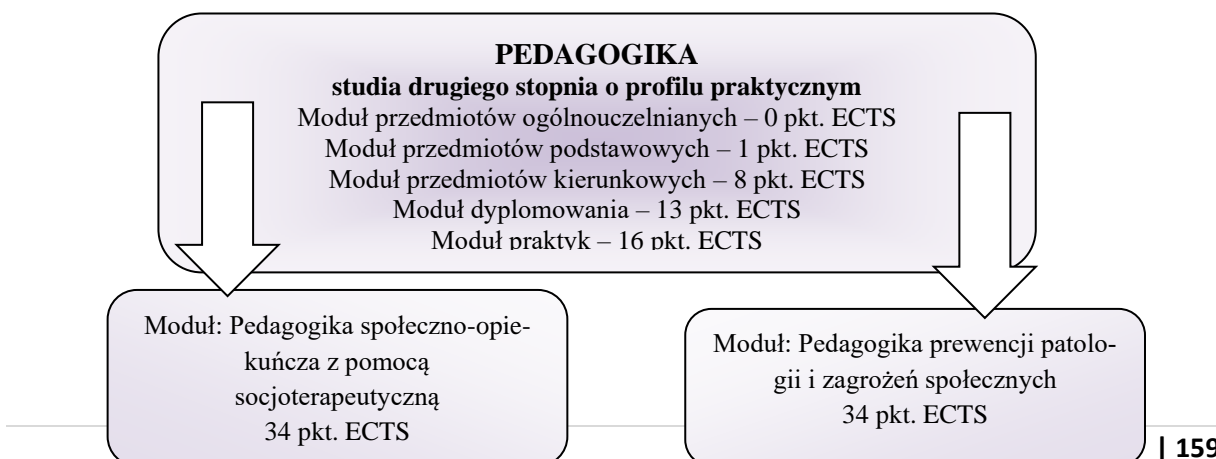 PEDAGOGIKA
studia drugiego stopnia o profilu praktycznym
Moduł przedmiotów ogólnouczelnianych – 0 pkt. ECTS
Moduł przedmiotów podstawowych – 1 pkt. ECTS
Moduł przedmiotów kierunkowych – 8 pkt. ECTS
Moduł dyplomowania – 13 pkt. ECTS
Moduł praktyk – 16 pkt. ECTS
Moduł: Pedagogika społeczno-opie-
kuńcza z pomocą
socjoterapeutyczną
34 pkt. ECTS
Moduł: Pedagogika prewencji patolo-
gii i zagrożeń społecznych
34 pkt. ECTS
| 159